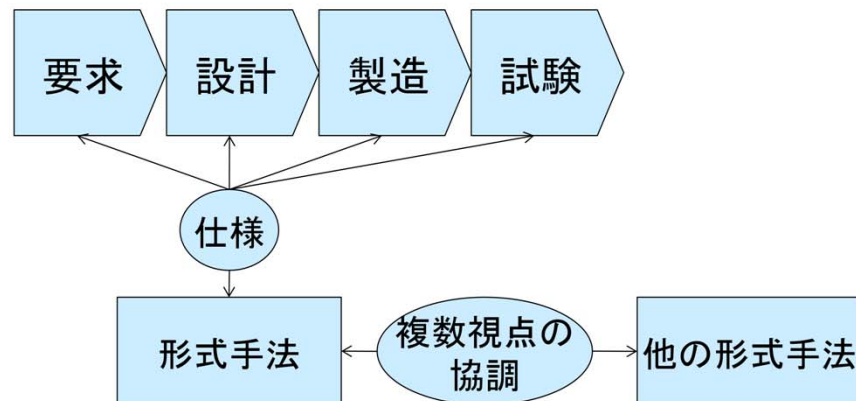 要求
設計
製造
試験
仕様
形式手法
複数視点の
協調
他の形式手法